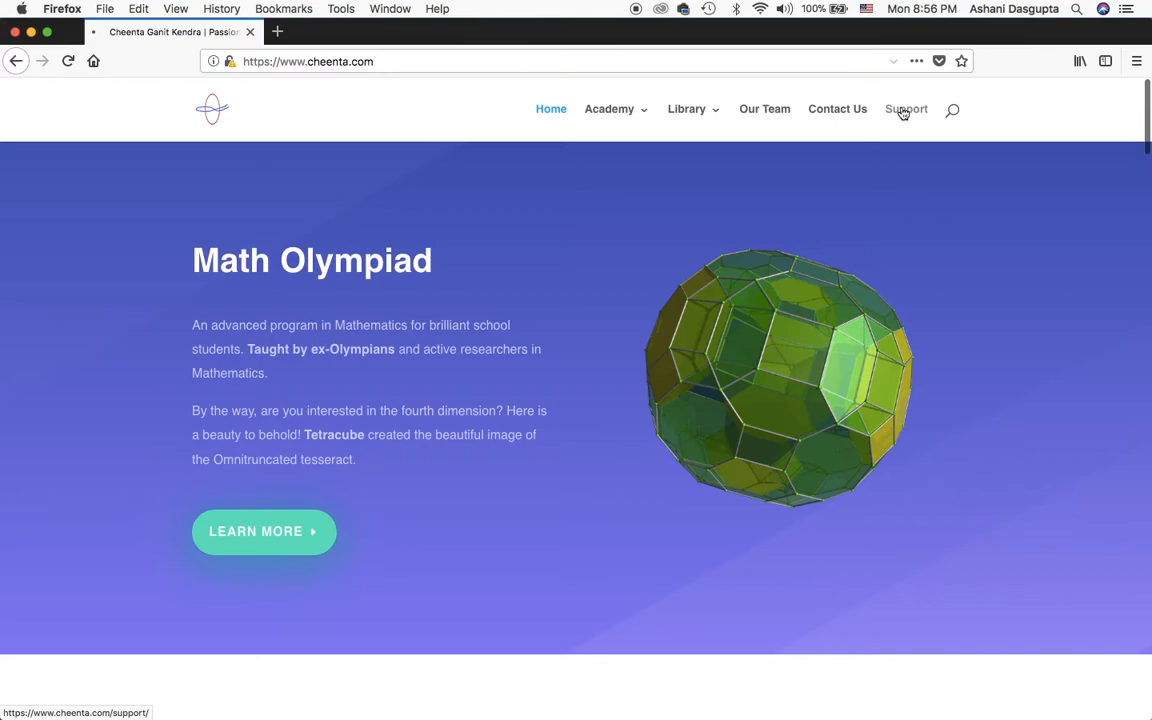 Firefox File Edit View History Bookmarks Tools Window Help 100% Mon 8:56 PM Ashani Dasgupta
Cheenta Ganit Kendra | Passion
https://www.cheenta.com
Home Academy Library Our Team Contact Us Support
Math Olympiad
An advanced program in Mathematics for brilliant school
students. Taught by ex-Olympians and active researchers in
Mathematics.
By the way, are you interested in the fourth dimension? Here is
a beauty to behold! Tetracube created the beautiful image of
the Omnitruncated tesseract.
LEARN MORE
https://www.cheenta.com/support/